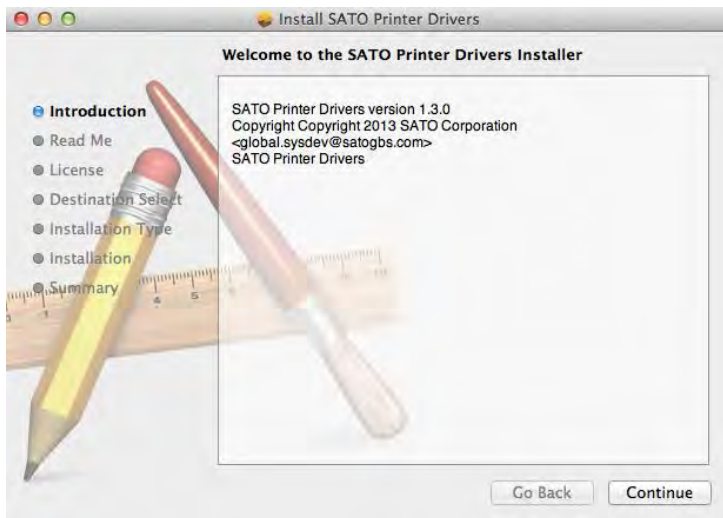 Install SATO Printer Drivers
Welcome to the SATO Printer Drivers Installer
Introduction
Read Me
License
Destination Select
Installation Type
Installation
Summary
SATO Printer Drivers version 1.3.0
Copyright Copyright 2013 SATO Corporation
<global.sysdev@satogbs.com>
SATO Printer Drivers
4
5
Go Back
Continue